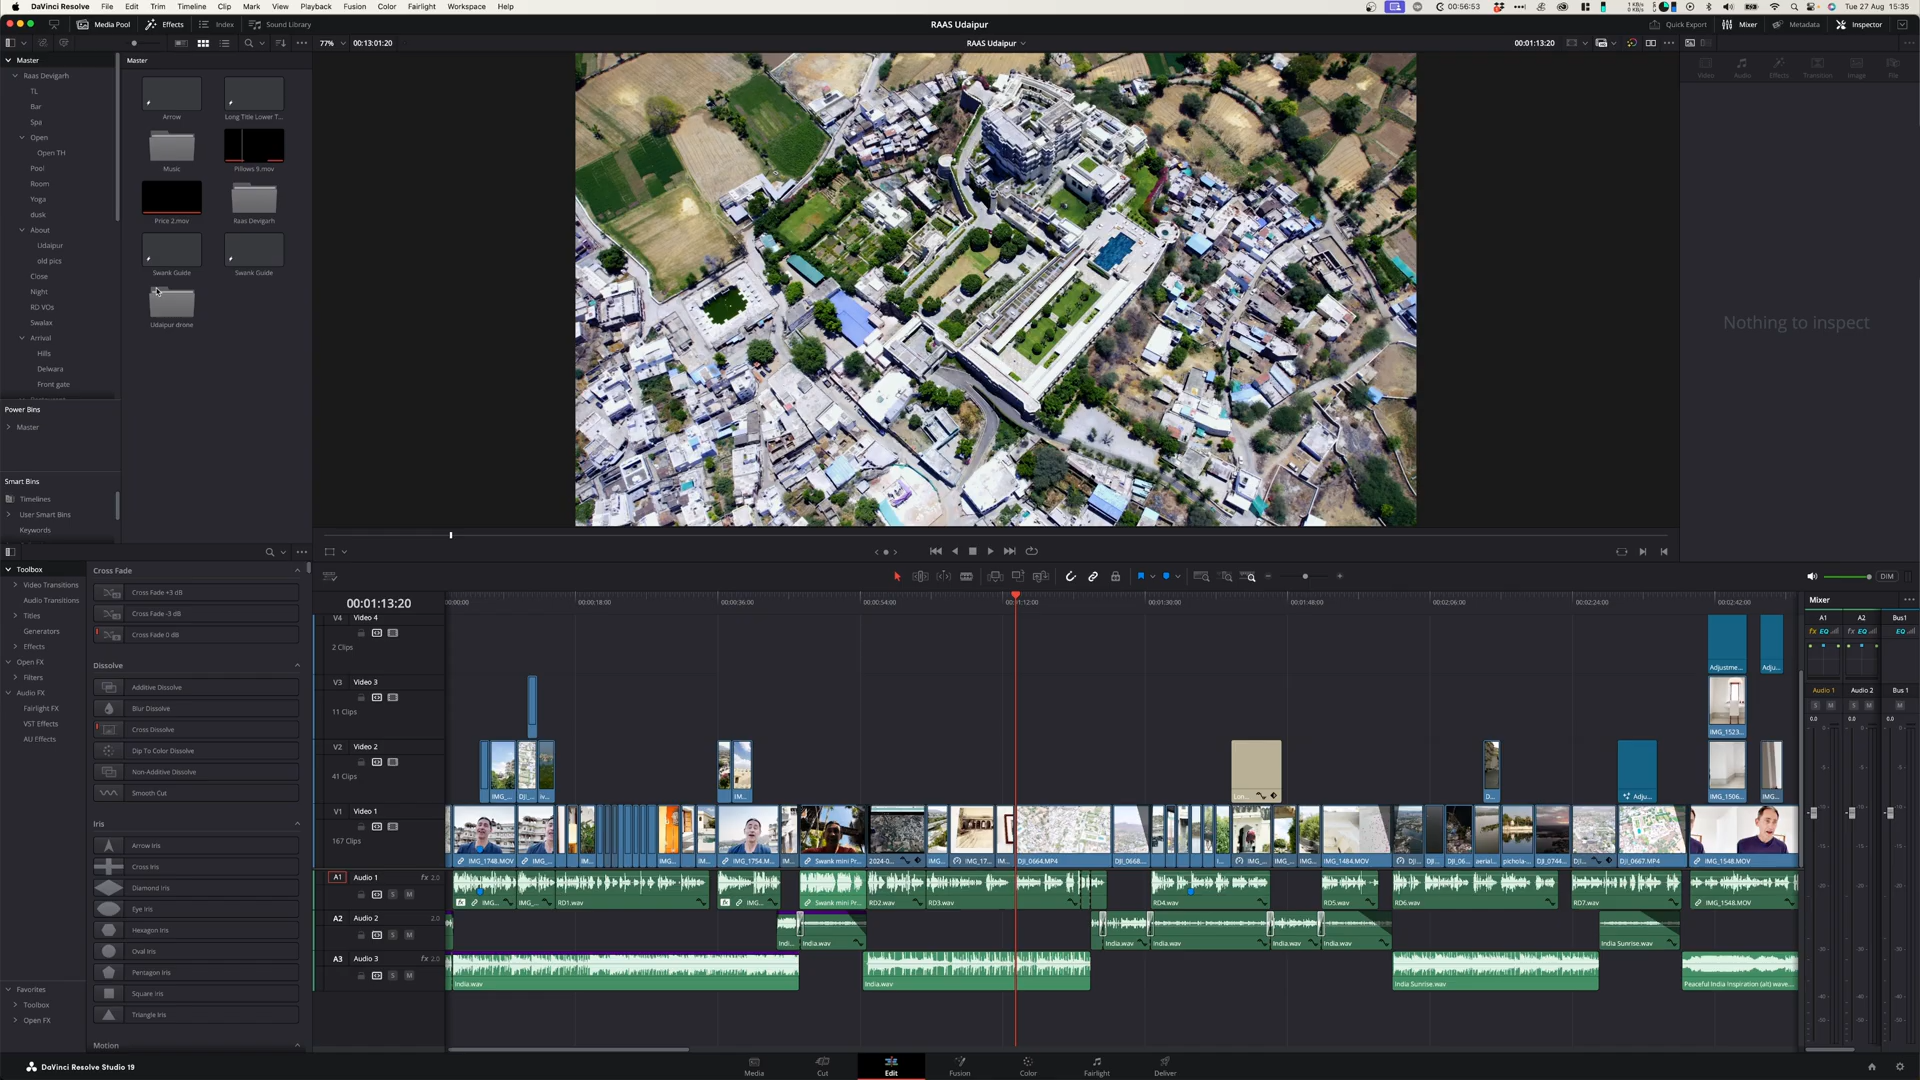 DaVinci Resolve File Edit Trim Timeline Clip Mark View Playback Fusion Color Fairlight Workspace Help
00:56:53
Tue 27 Aug 15:35
Media Pool Effects Index Sound Library
RAAS Udaipur
Quick Export Mixer Metadata Inspector
77% 00:13:01:20
RAAS Udaipur
00:01:13:20
Master
Raas Devigarh
TL
Bar
Spa
Open
Open TH
Pool
Room
Yoga
dusk
About
Udaipur
old pics
Close
Night
RD VOs
Swalax
Arrival
Hills
Delwara
Front gate
Power Bins
Master
Smart Bins
Timelines
User Smart Bins
Keywords
Master
Arrow
Long Title Lower T...
Music
Pillows 9.mov
Price 2.mov
Raas Devigarh
Swank Guide
Swank Guide
Udaipur drone
Video Audio Effects Transition Image File
Nothing to inspect
Toolbox
Video Transitions
Audio Transitions
Titles
Generators
Effects
Open FX
Filters
Audio FX
Fairlight FX
VST Effects
AU Effects
Favorites
Toolbox
Open FX
Cross Fade
Cross Fade +3 dB
Cross Fade -3 dB
Cross Fade 0 dB
Dissolve
Additive Dissolve
Blur Dissolve
Cross Dissolve
Dip To Color Dissolve
Non-Additive Dissolve
Smooth Cut
Iris
Arrow Iris
Cross Iris
Diamond Iris
Eye Iris
Hexagon Iris
Oval Iris
Pentagon Iris
Square Iris
Triangle Iris
Motion
DIM
00:01:13:20
00:00:18:00 00:00:36:00 00:00:54:00 00:01:30:00 00:01:48:00 00:02:06:00 00:02:24:00 00:02:42:00
V4 Video 4
2 Clips
Adjustme... Adju...
V3 Video 3
11 Clips
IMG_1523...
V2 Video 2
41 Clips
IMG_... DJI_... IM... Lon... D... Adju... IMG_1506... IMG...
V1 Video 1
167 Clips
IMG_1748.MOV IMG_... IM... IMG... IM... IMG_1754.M... IM... Swank mini Pr... 2024-0... IMG... IMG_17... IM... DJI_0664.MP4 DJI_0668... IMG_... IMG... IMG_1484.MOV DJI... DJI_06... aerial... pichola-... DJI_0744... DJI... DJI_0667.MP4 IMG_1548.MOV
A1 Audio 1 fx 2.0
S M
IMG... IMG_... RD1.wav IMG... Swank mini Pr... RD2.wav RD3.wav RD4.wav RD5.wav RD6.wav RD7.wav IMG_1548.MOV
A2 Audio 2 2.0
S M
Indi... India.wav India.wav India.wav India.wav India.wav India Sunrise.wav
A3 Audio 3 fx 2.0
S M
India.wav India.wav India Sunrise.wav Peaceful India Inspiration (alt) wave...
Mixer
A1 A2 Bus1
fx EQ fx EQ EQ
Audio 1 Audio 2 Bus 1
S M S M M
0.0 0.0 0.0
DaVinci Resolve Studio 19
Media Cut Edit Fusion Color Fairlight Deliver